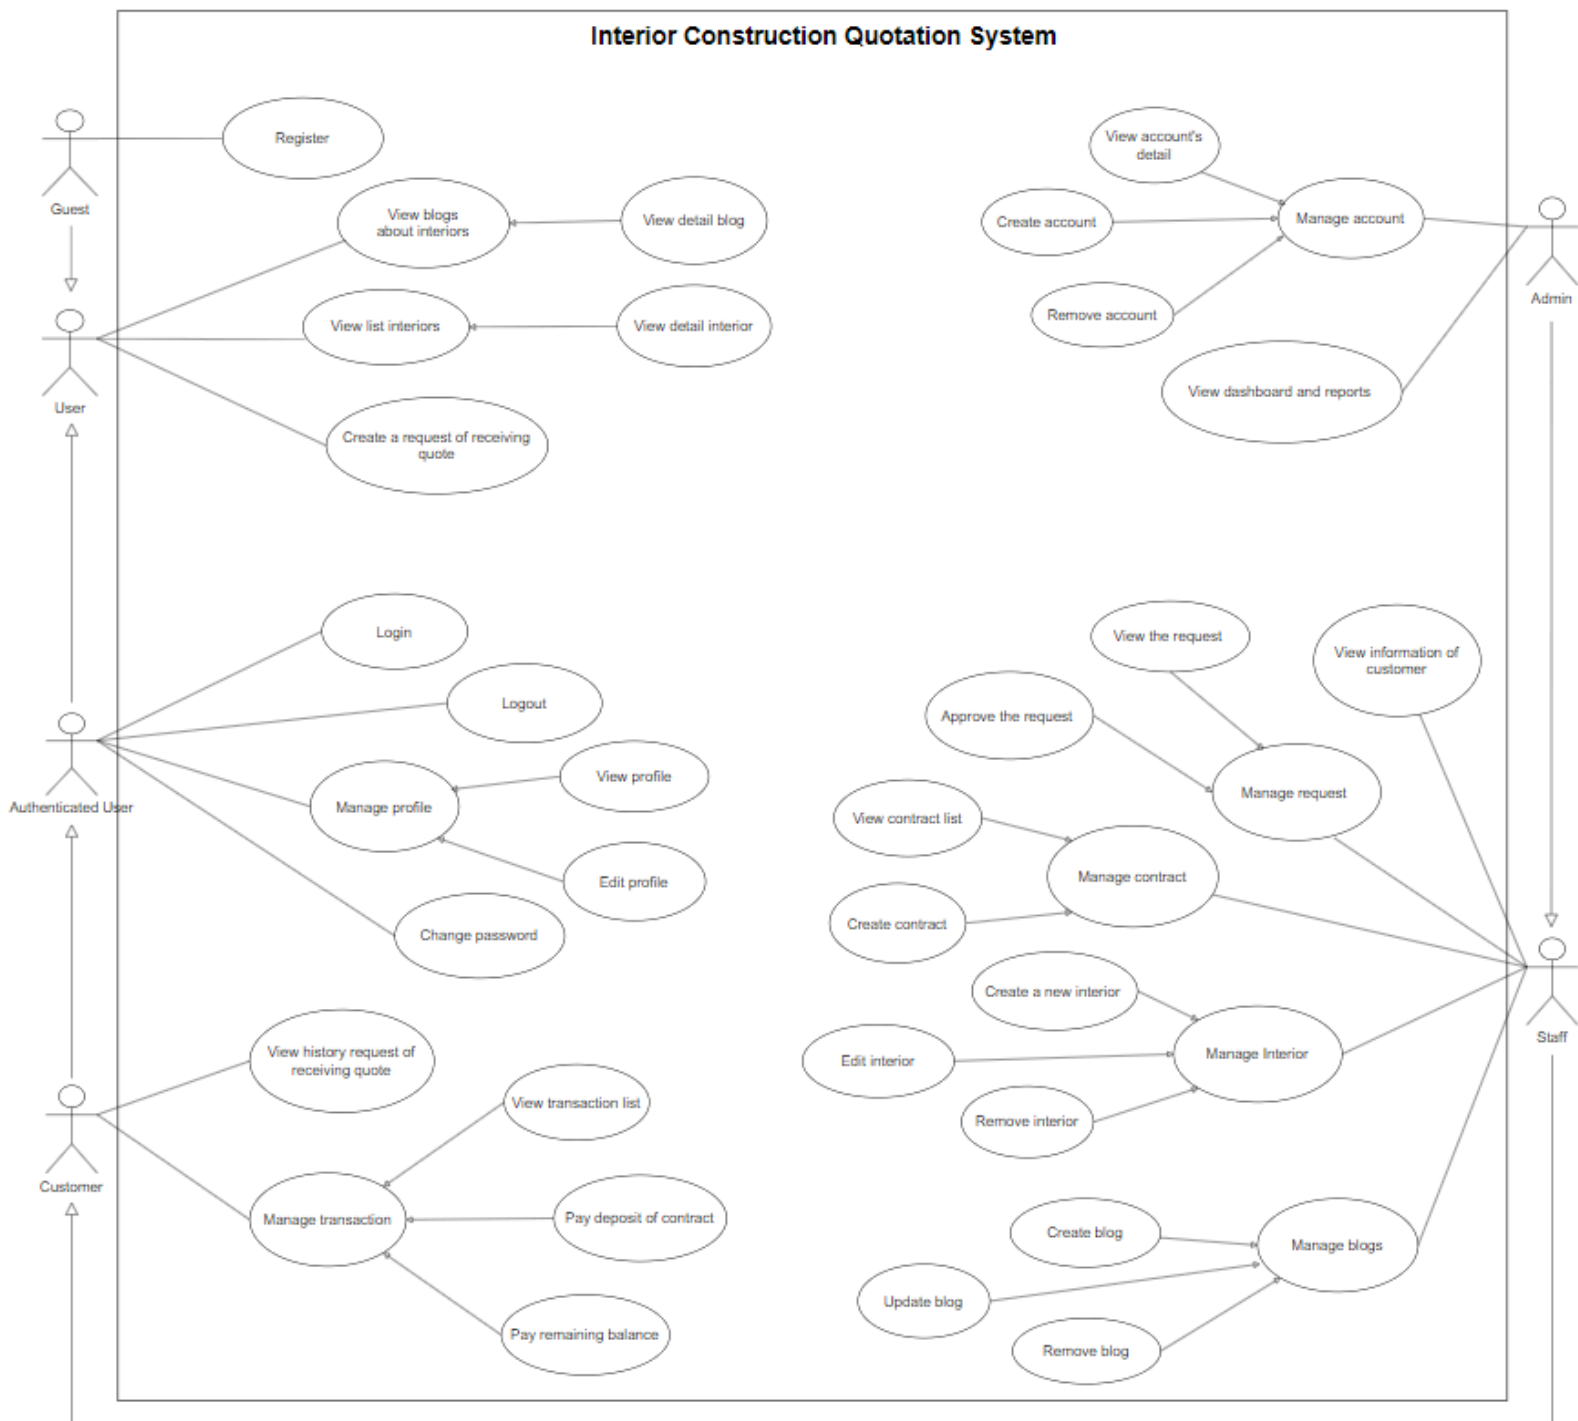 Interior Construction Quotation System
Register
Guest
View blogs
about interiors
View detail blog
View list interiors
View detail interior
User
Create a request of receiving
quote
View account's
detail
Create account
Manage account
Remove account
Admin
View dashboard and reports
Login
Logout
View profile
Manage profile
Authenticated User
Edit profile
Change password
View the request
View information of
customer
Approve the request
Manage request
View contract list
Manage contract
Create contract
Create a new interior
Edit interior
Manage Interior
Remove interior
Staff
View history request of
receiving quote
View transaction list
Customer
Manage transaction
Pay deposit of contract
Pay remaining balance
Create blog
Manage blogs
Update blog
Remove blog